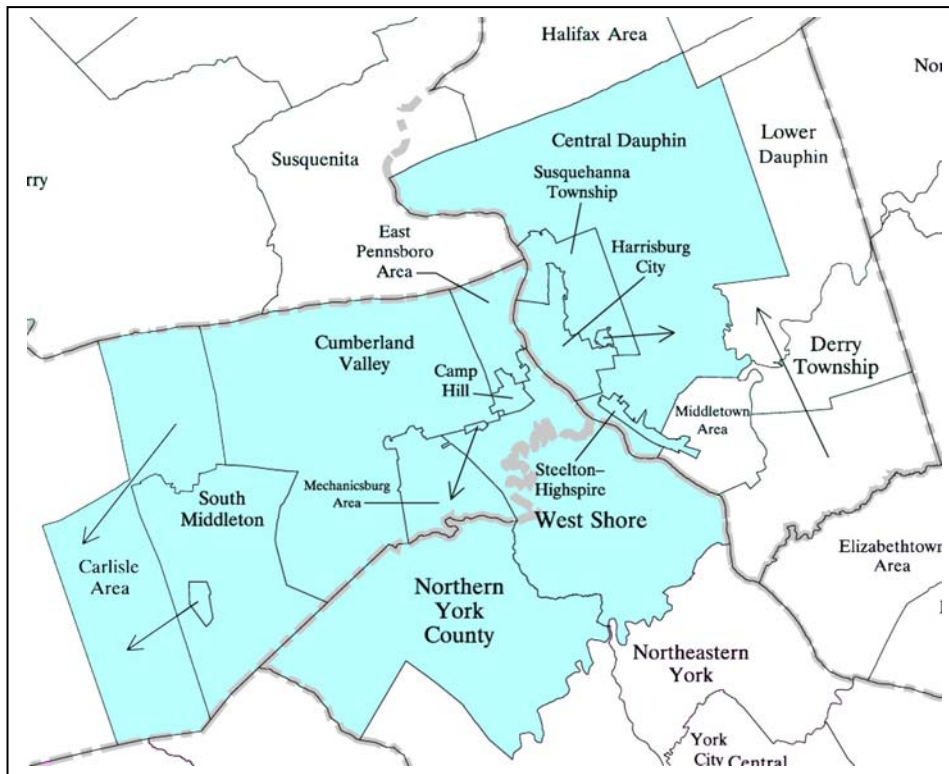 Halifax Area
Nor
Central Dauphin
Lower
Dauphin
Susquenita
Susquehanna
Township
rry
East
Pennsboro
Area
Harrisburg
City
Cumberland
Valley
Camp
Hill
Derry
Township
Middletown
Area
Mechanicsburg
Area
Steelton–
Highspire
South
Middleton
West Shore
Carlisle
Area
Elizabethtown
Area
Northern
York
County
Northeastern
York
York
City Central